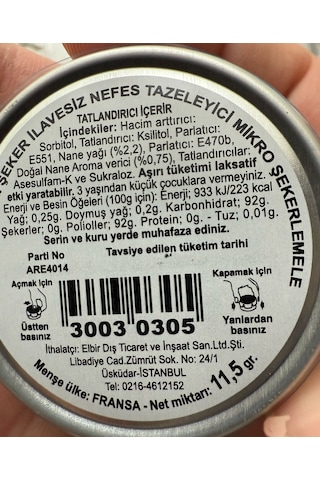 ŞEKER İLAVESİZ NEFES TAZELEYİCİ MİKRO ŞEKERLEMELE
TATLANDIRICI İÇERİR
İçindekiler: Hacim arttırıcı:
Sorbitol, Tatlandırıcı: Ksilitol, Parlatıcı:
E551, Nane yağı (%2,2), Parlatıcı: E470b,
Doğal Nane Aroma verici (%0,75), Tatlandırıcılar:
Asesulfam-K ve Sukraloz. Aşırı tüketimi laksatif
etki yaratabilir. 3 yaşından küçük çocuklara vermeyiniz.
Enerji ve Besin Öğeleri (100g için): Enerji; 933 kJ/223 kcal
Yağ; 0,25g. Doymuş yağ; 0,2g. Karbonhidrat; 92g.
Şekerler; 0g. Polioller; 92g. Protein; 0g. - Tuz; 0,01g.
Serin ve kuru yerde muhafaza ediniz.
Parti No
Tavsiye edilen tüketim tarihi
ARE4014
Açmak için
Kapamak için
Üstten
basınız
Yanlardan
basınız
3003 0305
İthalatçı: Elbir Dış Ticaret ve İnşaat San.Ltd.Şti.
Libadiye Cad.Zümrüt Sok. No: 24/1
Üsküdar-İSTANBUL
Tel: 0216-4612152
Menşe ülke: FRANSA - Net miktarı: 11,5 gr.